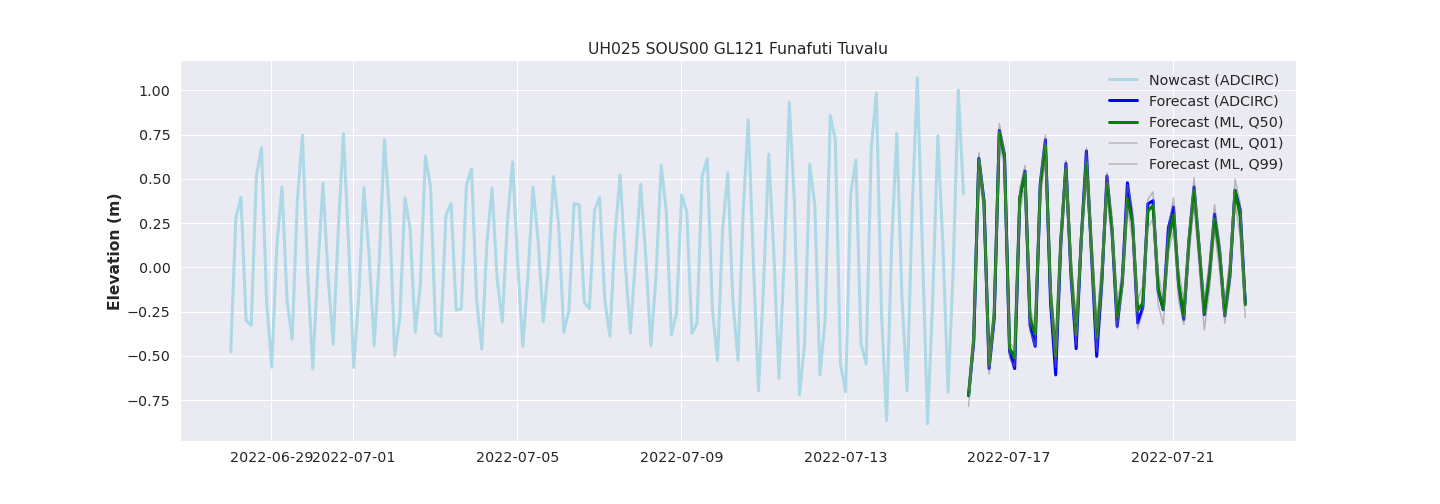 UH025 SOUS00 GL121 Funafuti Tuvalu
Nowcast (ADCIRC)
Forecast (ADCIRC)
Forecast (ML, Q50)
Forecast (ML, Q01)
Forecast (ML, Q99)
Elevation (m)
1.00
0.75
0.50
0.25
0.00
−0.25
−0.50
−0.75
2022-06-29 2022-07-01 2022-07-05 2022-07-09 2022-07-13 2022-07-17 2022-07-21